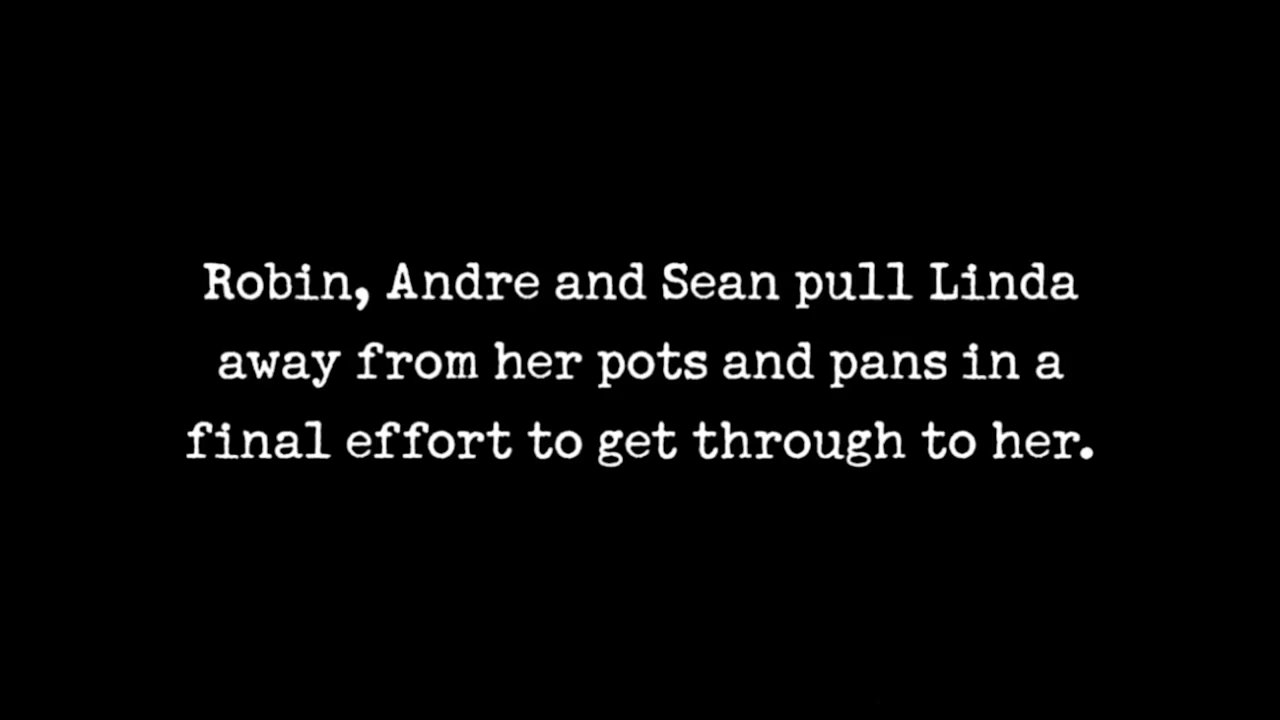 Robin, Andre and Sean pull Linda
away from her pots and pans in a
final effort to get through to her.